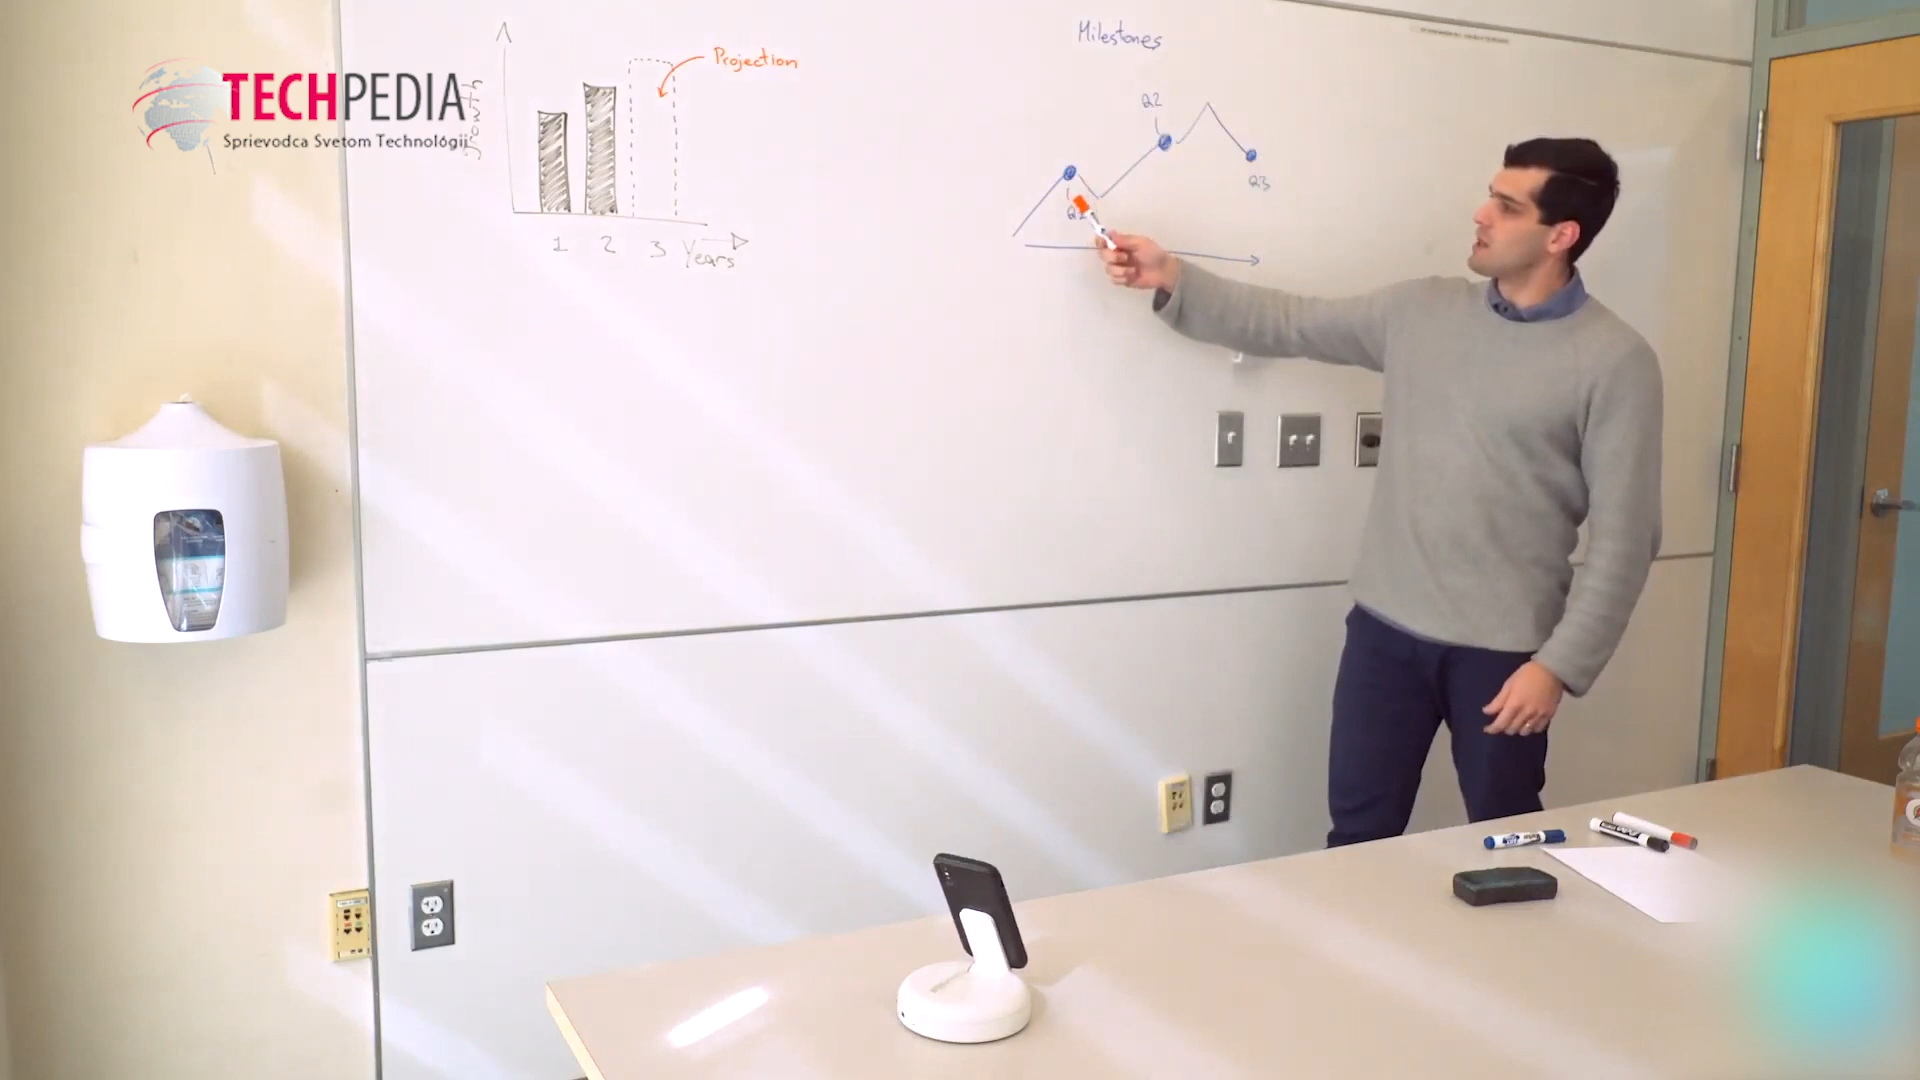 TECHPEDIA
Sprievodca Svetom Technológií
Growth
Projection
1 2 3 Years
Milestones
Q2
Q3